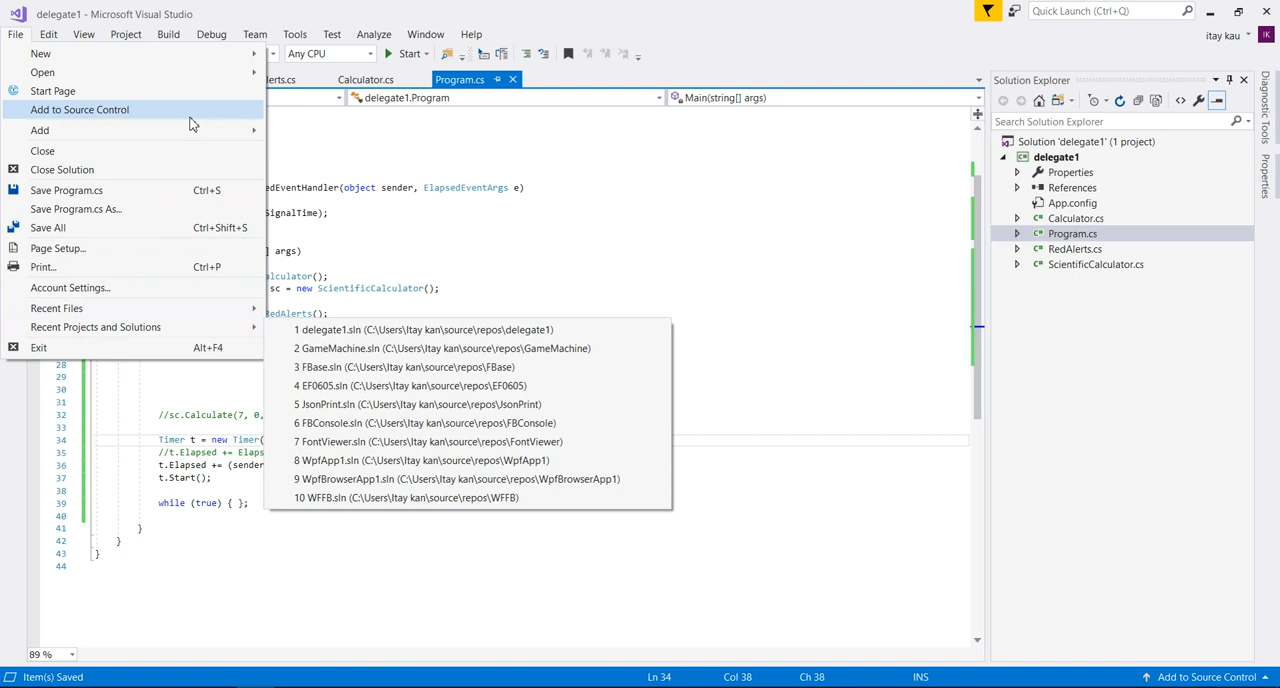 delegate1 - Microsoft Visual Studio
Quick Launch (Ctrl+Q)
File Edit View Project Build Debug Team Tools Test Analyze Window Help
itay kau IK
Any CPU Start
New
Open
Start Page
Add to Source Control
Add
Close
Close Solution
Save Program.cs Ctrl+S
Save Program.cs As...
Save All Ctrl+Shift+S
Page Setup...
Print... Ctrl+P
Account Settings...
Recent Files
Recent Projects and Solutions
Exit Alt+F4
1 delegate1.sln (C:\Users\Itay kan\source\repos\delegate1)
2 GameMachine.sln (C:\Users\Itay kan\source\repos\GameMachine)
3 FBase.sln (C:\Users\Itay kan\source\repos\FBase)
4 EF0605.sln (C:\Users\Itay kan\source\repos\EF0605)
5 JsonPrint.sln (C:\Users\Itay kan\source\repos\JsonPrint)
6 FBConsole.sln (C:\Users\Itay kan\source\repos\FBConsole)
7 FontViewer.sln (C:\Users\Itay kan\source\repos\FontViewer)
8 WpfApp1.sln (C:\Users\Itay kan\source\repos\WpfApp1)
9 WpfBrowserApp1.sln (C:\Users\Itay kan\source\repos\WpfBrowserApp1)
10 WFFB.sln (C:\Users\Itay kan\source\repos\WFFB)
lerts.cs Calculator.cs Program.cs
delegate1.Program Main(string[] args)
edEventHandler(object sender, ElapsedEventArgs e)
SignalTime);
] args)
alculator();
sc = new ScientificCalculator();
edAlerts();
28
29
30
31
32 //sc.Calculate(7, 0,
33
34 Timer t = new Timer(
35 //t.Elapsed += Elaps
36 t.Elapsed += (sender
37 t.Start();
38
39 while (true) { };
40
41 }
42 }
43 }
44
89 %
Solution Explorer
Search Solution Explorer
Solution 'delegate1' (1 project)
delegate1
Properties
References
App.config
Calculator.cs
Program.cs
RedAlerts.cs
ScientificCalculator.cs
Diagnostic Tools
Properties
Item(s) Saved Ln 34 Col 38 Ch 38 INS Add to Source Control